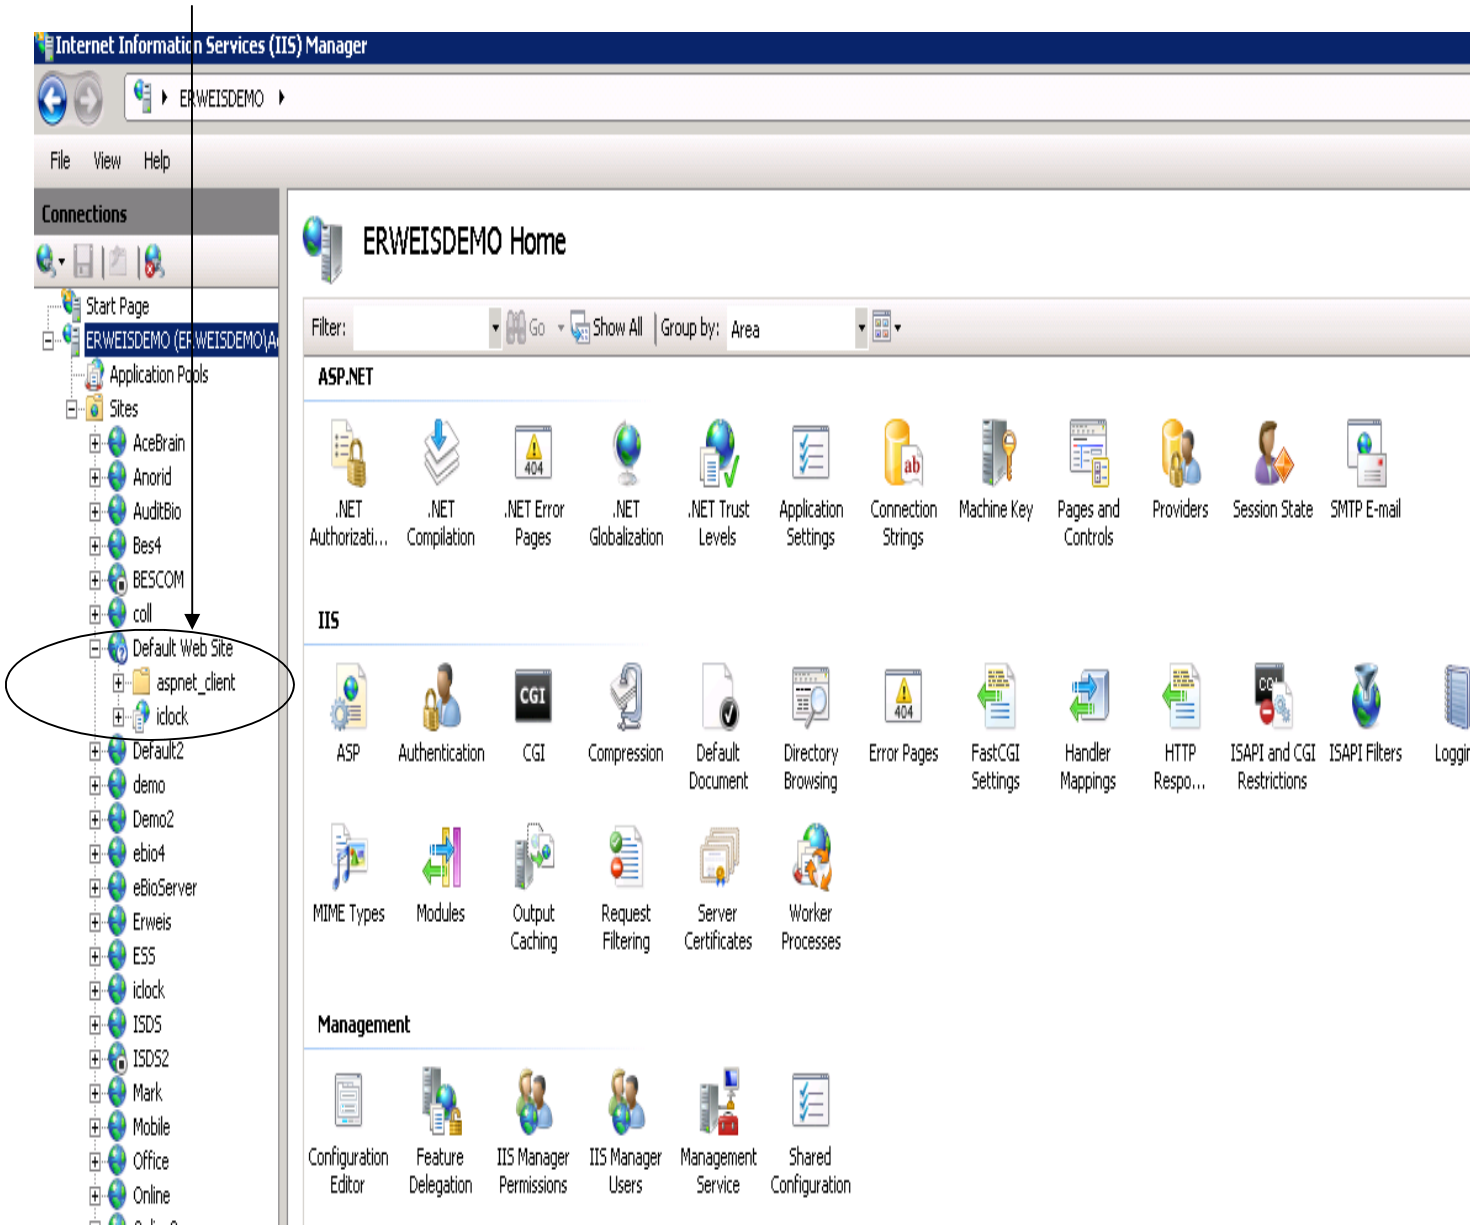 Internet Information Services (IIS) Manager
ERWEISDEMO
File View Help
Connections
Start Page
ERWEISDEMO (ERWEISDEMO\A
Application Pools
Sites
AceBrain
Anorid
AuditBio
Bes4
BESCOM
coll
Default Web Site
aspnet_client
iclock
Default2
demo
Demo2
ebio4
eBioServer
Erweis
ESS
iclock
ISDS
ISDS2
Mark
Mobile
Office
Online
ERWEISDEMO Home
Filter: Go Show All Group by: Area
ASP.NET
.NET Authorizati...
.NET Compilation
404
.NET Error Pages
.NET Globalization
.NET Trust Levels
Application Settings
ab
Connection Strings
Machine Key
Pages and Controls
Providers
Session State
SMTP E-mail
IIS
ASP
Authentication
CGI
CGI
Compression
Default Document
Directory Browsing
404
Error Pages
FastCGI Settings
Handler Mappings
HTTP Respo...
ISAPI and CGI Restrictions
ISAPI Filters
Loggin
MIME Types
Modules
Output Caching
Request Filtering
Server Certificates
Worker Processes
Management
Configuration Editor
Feature Delegation
IIS Manager Permissions
IIS Manager Users
Management Service
Shared Configuration